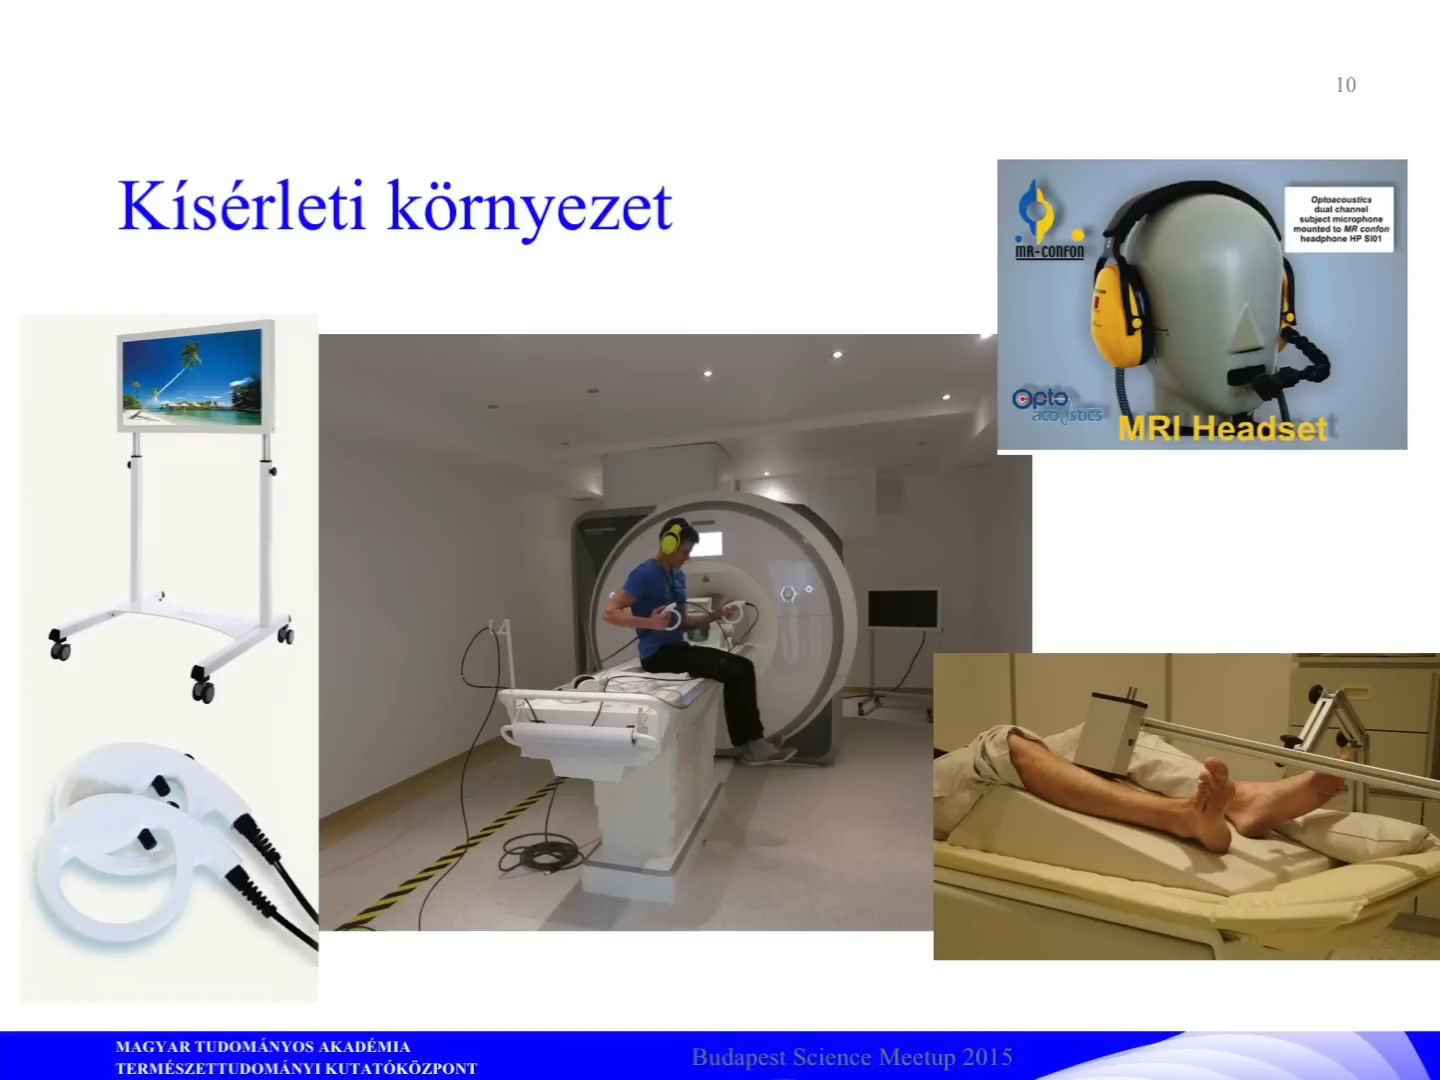 10
Kísérleti környezet
MR-CONFON
Optoacoustics
dual channel
subject microphone
mounted to MR confon
headphone HP SI01
Opto
acoustics
MRI Headset
MAGYAR TUDOMÁNYOS AKADÉMIA
TERMÉSZETTUDOMÁNYI KUTATÓKÖZPONT
Budapest Science Meetup 2015